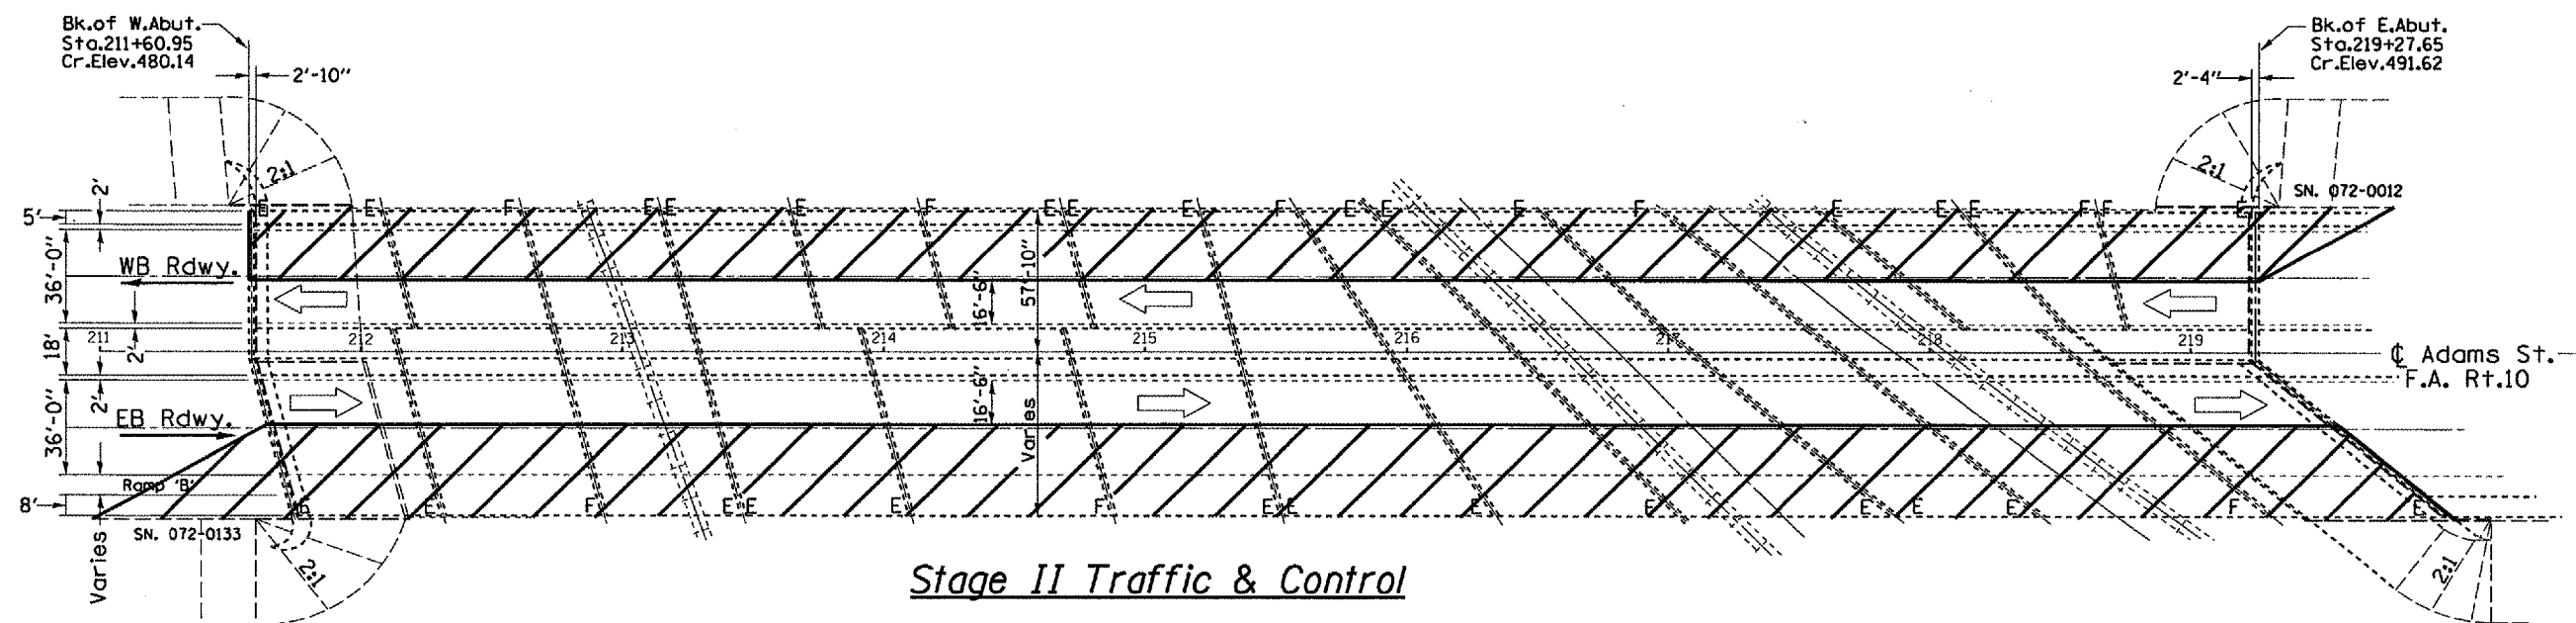 Bk.of W.Abut.
Sta.211+60.95
Cr.Elev.480.14
2'-10"
Bk.of E.Abut.
Sta.219+27.65
Cr.Elev.491.62
2'-4"
2:1
2:1
SN. 072-0012
5'
2'
E E F E E E F E E E F E E F F E E E F F E
36'-0"
WB Rdwy.
16'-6"
57'-10"
18'
2'
211 212 213 214 215 216 217 218 219
℄ Adams St.
F.A. Rt.10
2'
16'-6"
36'-0"
EB Rdwy.
Varies
Ramp 'B'
8'
E E F E E E F E E E E E E E F E
SN. 072-0133
Varies
2:1
2:1
Stage II Traffic & Control